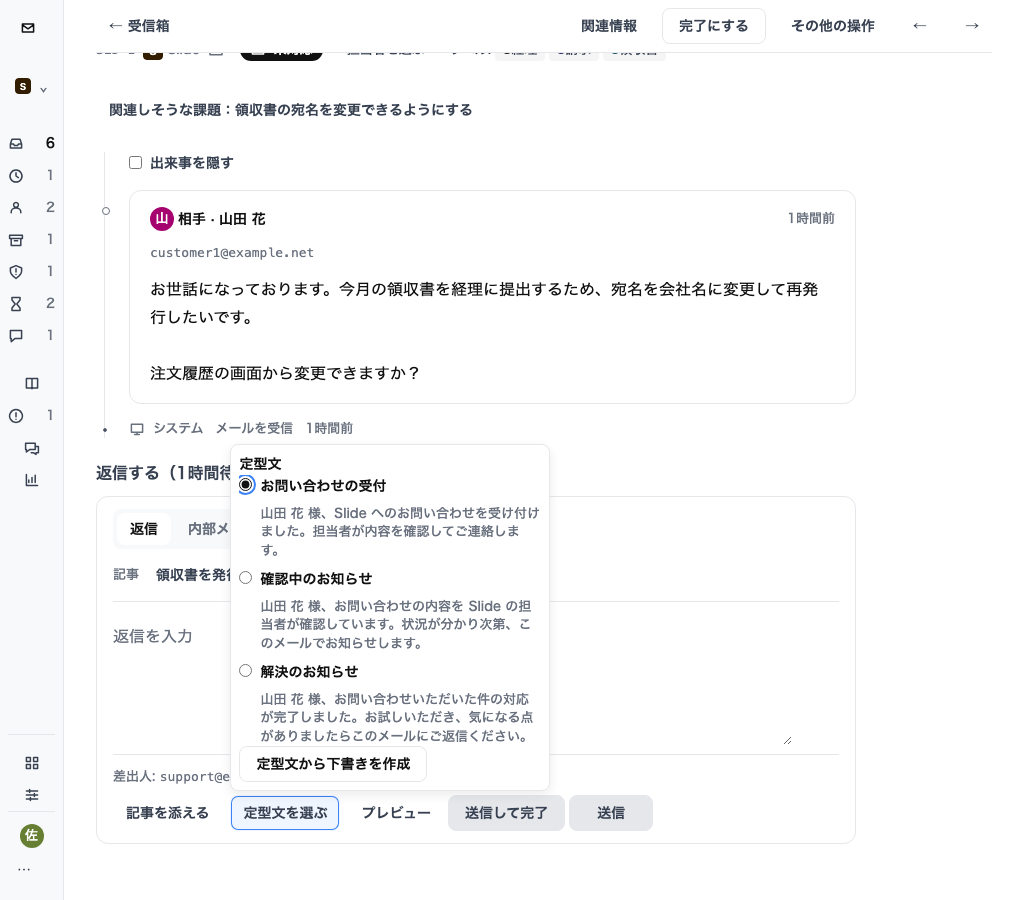 ← 受信箱
関連情報
完了にする
その他の操作
←
→
S
6
1
2
1
1
2
1
1
関連しそうな課題：領収書の宛名を変更できるようにする
出来事を隠す
山 相手 · 山田 花
1時間前
customer1@example.net
お世話になっております。今月の領収書を経理に提出するため、宛名を会社名に変更して再発
行したいです。
注文履歴の画面から変更できますか？
システム メールを受信 1時間前
返信する（1時間待
返信 内部メ
記事 領収書を発行
返信を入力
定型文
お問い合わせの受付
山田 花 様、Slide へのお問い合わせを受け付け
ました。担当者が内容を確認してご連絡しま
す。
確認中のお知らせ
山田 花 様、お問い合わせの内容を Slide の担
当者が確認しています。状況が分かり次第、こ
のメールでお知らせします。
解決のお知らせ
山田 花 様、お問い合わせいただいた件の対応
が完了しました。お試しいただき、気になる点
がありましたらこのメールにご返信ください。
定型文から下書きを作成
差出人: support@e
記事を添える 定型文を選ぶ プレビュー 送信して完了 送信
佐
…